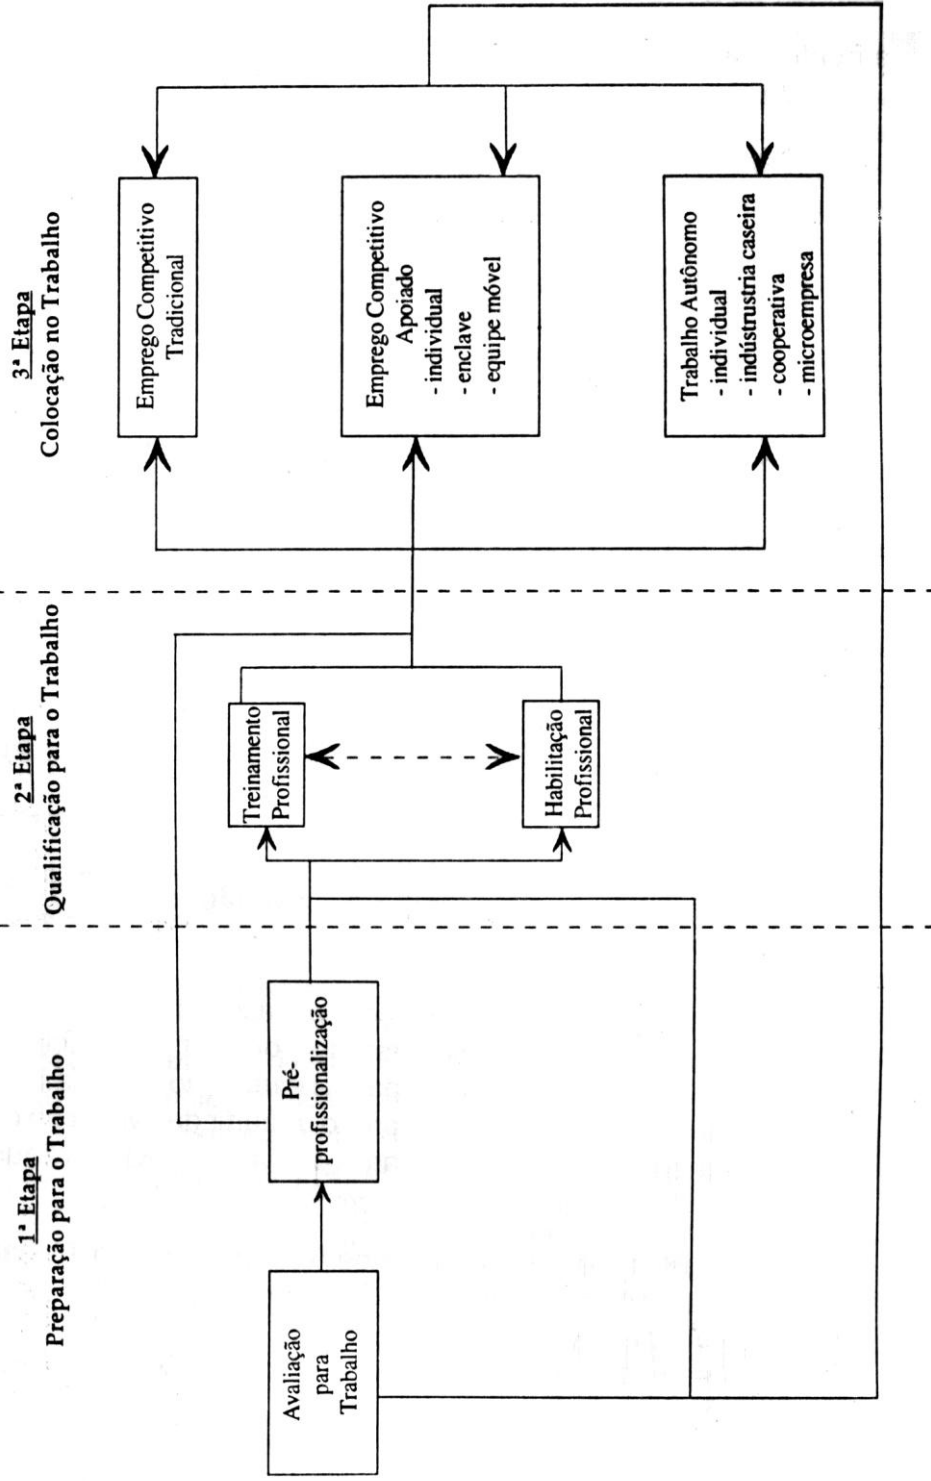 1ª Etapa
Preparação para o Trabalho
2ª Etapa
Qualificação para o Trabalho
3ª Etapa
Colocação no Trabalho
Avaliação
para
Trabalho
Pré-
profissionalização
Treinamento
Profissional
Habilitação
Profissional
Emprego Competitivo
Tradicional
Emprego Competitivo
Apoiado
- individual
- enclave
- equipe móvel
Trabalho Autônomo
- individual
- indústrustria caseira
- cooperativa
- microempresa